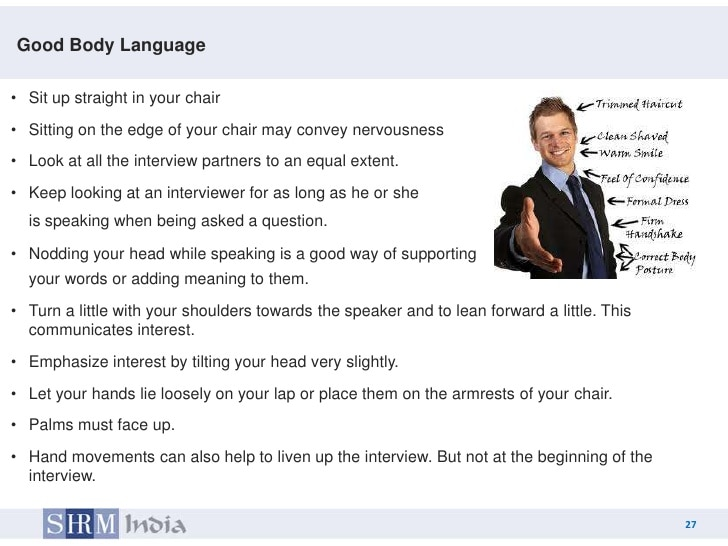 Good Body Language
• Sit up straight in your chair
• Sitting on the edge of your chair may convey nervousness
• Look at all the interview partners to an equal extent.
• Keep looking at an interviewer for as long as he or she
is speaking when being asked a question.
• Nodding your head while speaking is a good way of supporting
your words or adding meaning to them.
• Turn a little with your shoulders towards the speaker and to lean forward a little. This
communicates interest.
• Emphasize interest by tilting your head very slightly.
• Let your hands lie loosely on your lap or place them on the armrests of your chair.
• Palms must face up.
• Hand movements can also help to liven up the interview. But not at the beginning of the
interview.
Trimmed Haircut
Clean Shaved
Warm Smile
Feel Of Confidence
Formal Dress
Firm
Handshake
Correct Body
Posture
SHRM India
27